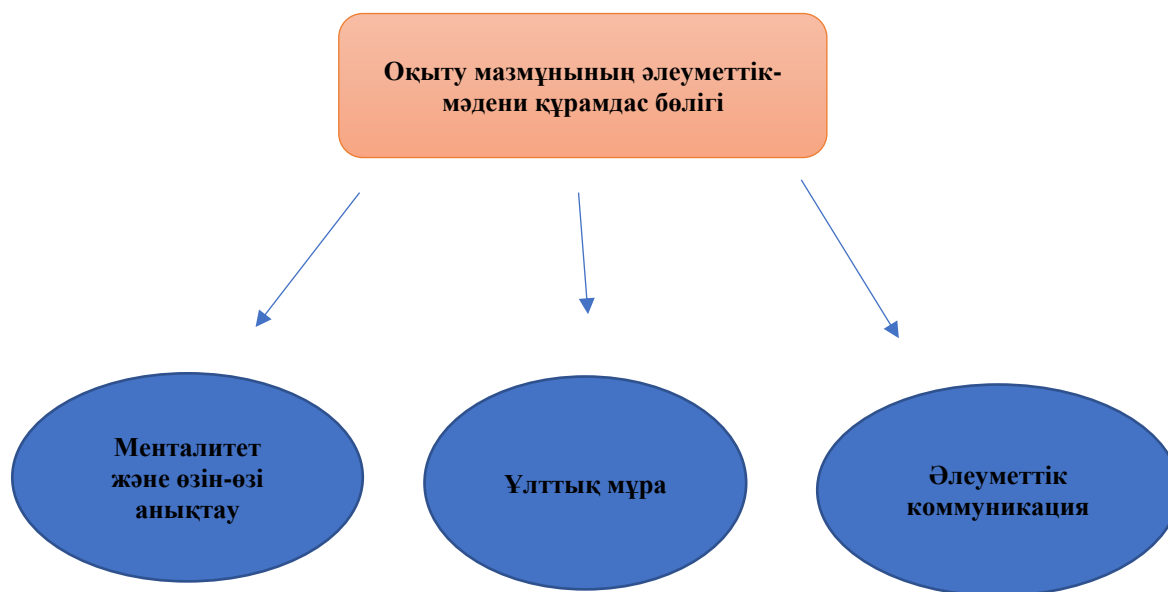 Оқыту мазмұнының әлеуметтік-
мәдени құрамдас бөлігі
Менталитет
және өзін-өзі
анықтау
Ұлттық мұра
Әлеуметтік
коммуникация